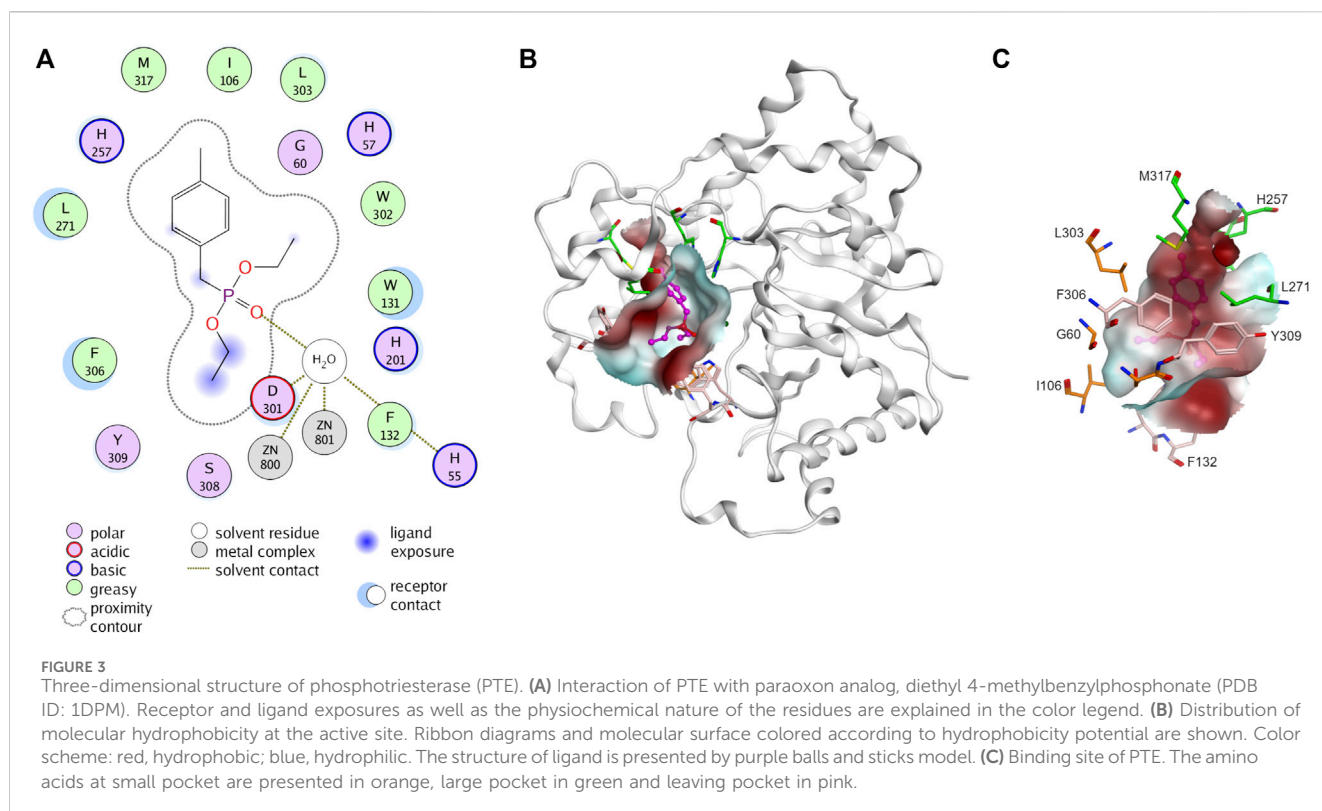 A
B
C
M
317
I
106
L
303
H
257
G
60
H
57
L
271
W
302
O
P
O
O
W
131
H
201
F
306
H₂O
D
301
ZN
801
F
132
ZN
800
H
55
Y
309
S
308
polar
acidic
basic
greasy
proximity
contour
solvent residue
metal complex
solvent contact
ligand
exposure
receptor
contact
M317
H257
L303
L271
F306
G60
Y309
I106
F132
FIGURE 3
Three-dimensional structure of phosphotriesterase (PTE). (A) Interaction of PTE with paraoxon analog, diethyl 4-methylbenzylphosphonate (PDB
ID: 1DPM). Receptor and ligand exposures as well as the physiochemical nature of the residues are explained in the color legend. (B) Distribution of
molecular hydrophobicity at the active site. Ribbon diagrams and molecular surface colored according to hydrophobicity potential are shown. Color
scheme: red, hydrophobic; blue, hydrophilic. The structure of ligand is presented by purple balls and sticks model. (C) Binding site of PTE. The amino
acids at small pocket are presented in orange, large pocket in green and leaving pocket in pink.